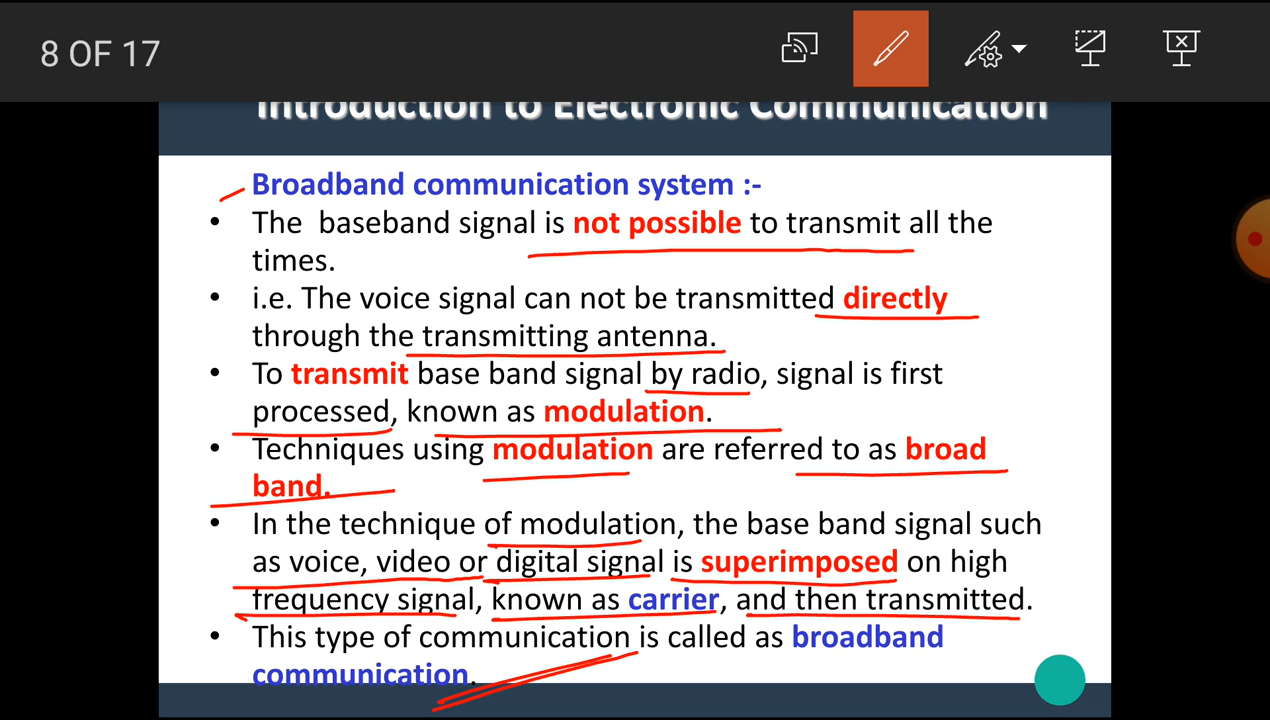 8 OF 17
Introduction to Electronic Communication
Broadband communication system :-
• The baseband signal is not possible to transmit all the
times.
• i.e. The voice signal can not be transmitted directly
through the transmitting antenna.
• To transmit base band signal by radio, signal is first
processed, known as modulation.
• Techniques using modulation are referred to as broad
band.
• In the technique of modulation, the base band signal such
as voice, video or digital signal is superimposed on high
frequency signal, known as carrier, and then transmitted.
• This type of communication is called as broadband
communication.